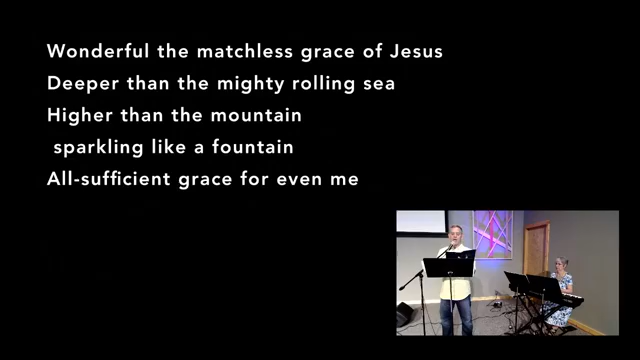 Wonderful the matchless grace of Jesus
Deeper than the mighty rolling sea
Higher than the mountain
sparkling like a fountain
All-sufficient grace for even me